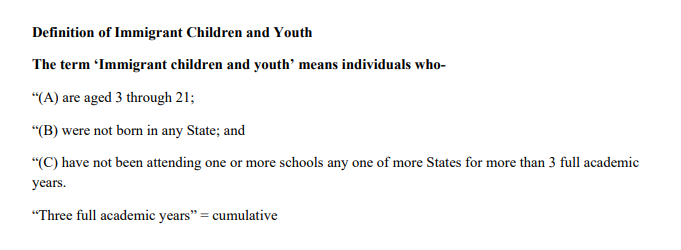 Definition of Immigrant Children and Youth
The term ‘Immigrant children and youth’ means individuals who-
“(A) are aged 3 through 21;
“(B) were not born in any State; and
“(C) have not been attending one or more schools any one of more States for more than 3 full academic
years.
“Three full academic years” = cumulative